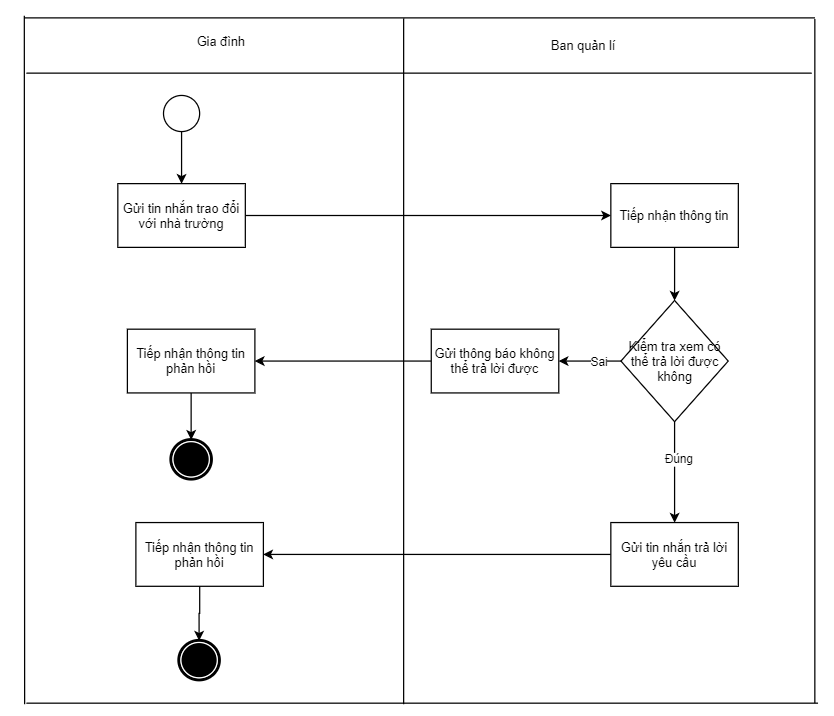 Gia đình
Ban quản lí
Gửi tin nhắn trao đổi
với nhà trường
Tiếp nhận thông tin
Kiểm tra xem có
thể trả lời được
không
Sai
Gửi thông báo không
thể trả lời được
Tiếp nhận thông tin
phản hồi
Đúng
Gửi tin nhắn trả lời
yêu cầu
Tiếp nhận thông tin
phản hồi